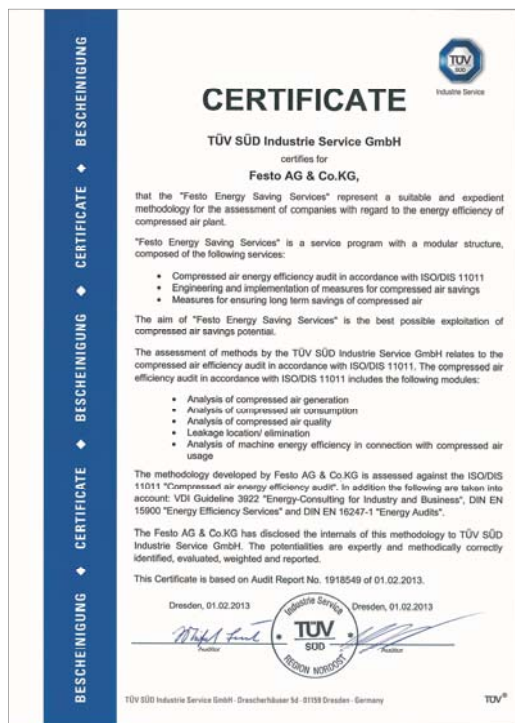 TÜV
SÜD
Industrie Service
CERTIFICATE
TÜV SÜD Industrie Service GmbH
certifies for
Festo AG & Co.KG,
that the "Festo Energy Saving Services" represent a suitable and expedient
methodology for the assessment of companies with regard to the energy efficiency of
compressed air plant.
"Festo Energy Saving Services" is a service program with a modular structure,
composed of the following services:
• Compressed air energy efficiency audit in accordance with ISO/DIS 11011
• Engineering and implementation of measures for compressed air savings
• Measures for ensuring long term savings of compressed air
The aim of "Festo Energy Saving Services" is the best possible exploitation of
compressed air savings potential.
The assessment of methods by the TÜV SÜD Industrie Service GmbH relates to the
compressed air efficiency audit in accordance with ISO/DIS 11011. The compressed air
efficiency audit in accordance with ISO/DIS 11011 includes the following modules:
• Analysis of compressed air generation
• Analysis of compressed air consumption
• Analysis of compressed air quality
• Leakage location/ elimination
• Analysis of machine energy efficiency in connection with compressed air
usage
The methodology developed by Festo AG & Co.KG is assessed against the ISO/DIS
11011 "Compressed air energy efficiency audit". In addition the following are taken into
account: VDI Guideline 3922 "Energy-Consulting for Industry and Business", DIN EN
15900 "Energy Efficiency Services" and DIN EN 16247-1 "Energy Audits".
The Festo AG & Co.KG has disclosed the internals of this methodology to TÜV SÜD
Industrie Service GmbH. The potentialities are expertly and methodically correctly
identified, evaluated, weighted and reported.
This Certificate is based on Audit Report No. 1918549 of 01.02.2013.
Dresden, 01.02.2013
Dresden, 01.02.2013
Industrie Service
TÜV
SÜD
REGION NORDOST
Auditor
Auditor
TÜV SÜD Industrie Service GmbH · Drescherhäuser 5d · 01159 Dresden · Germany
TÜV®
BESCHEINIGUNG ◆ CERTIFICATE ◆ BESCHEINIGUNG ◆ CERTIFICATE ◆ BESCHEINIGUNG